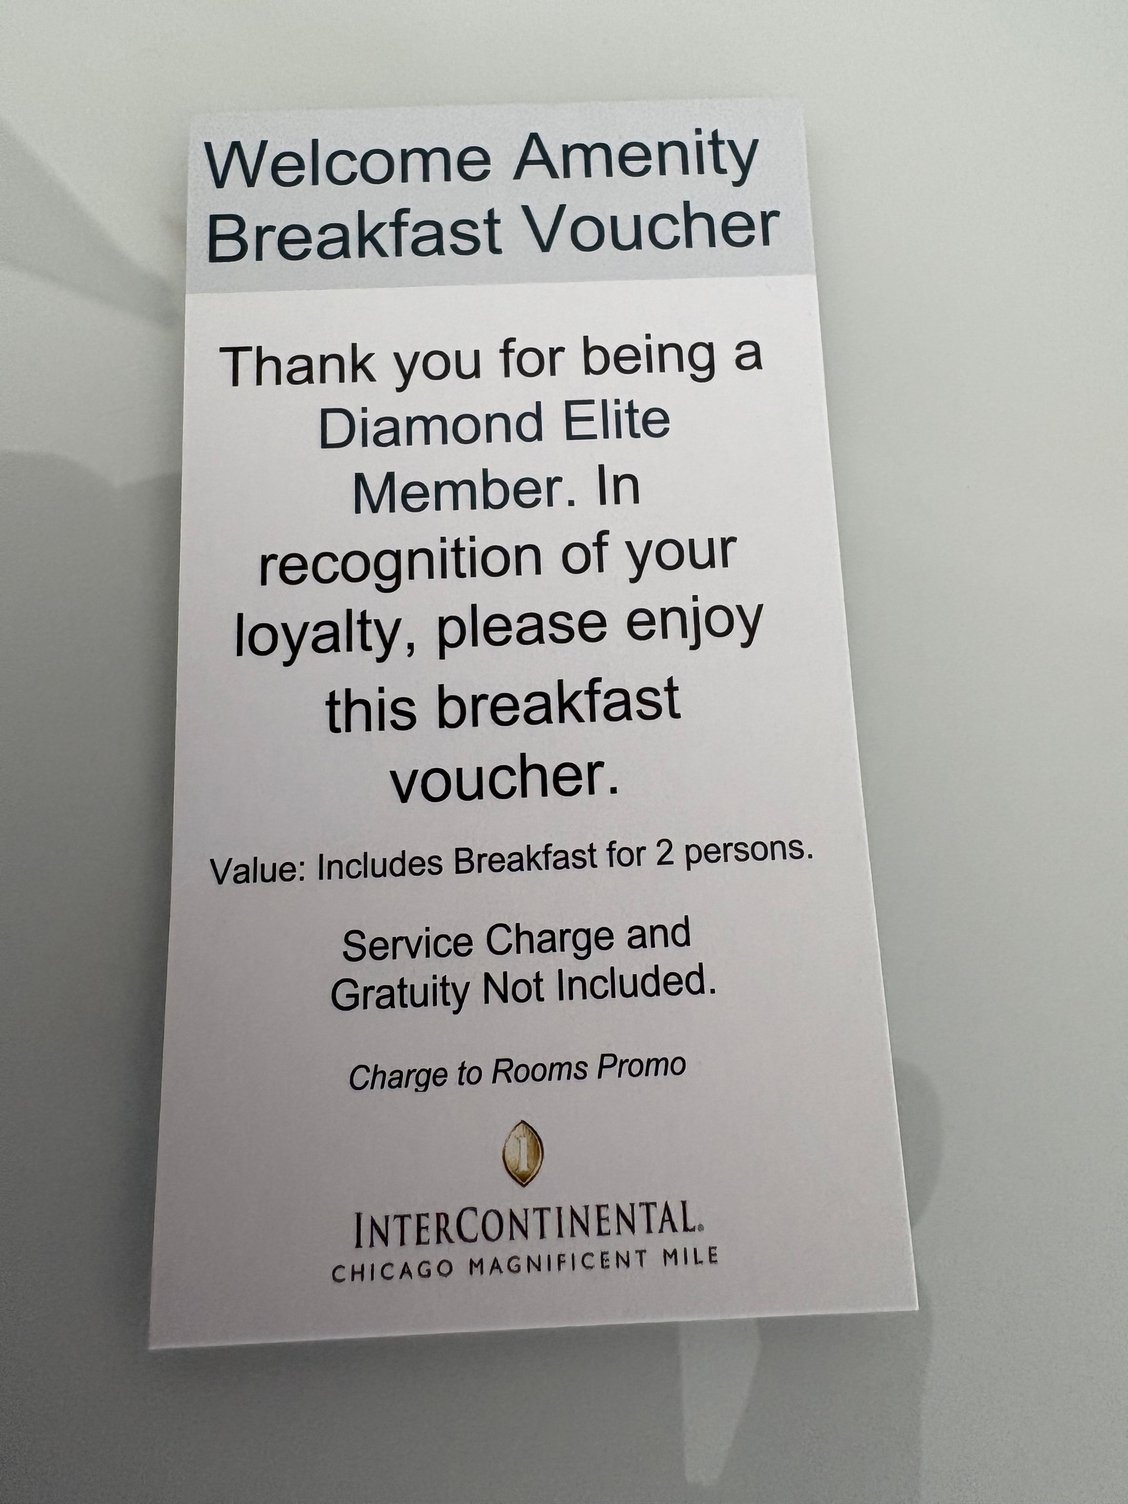 Welcome Amenity
Breakfast Voucher
Thank you for being a
Diamond Elite
Member. In
recognition of your
loyalty, please enjoy
this breakfast
voucher.
Value: Includes Breakfast for 2 persons.
Service Charge and
Gratuity Not Included.
Charge to Rooms Promo
I
INTERCONTINENTAL®
CHICAGO MAGNIFICENT MILE